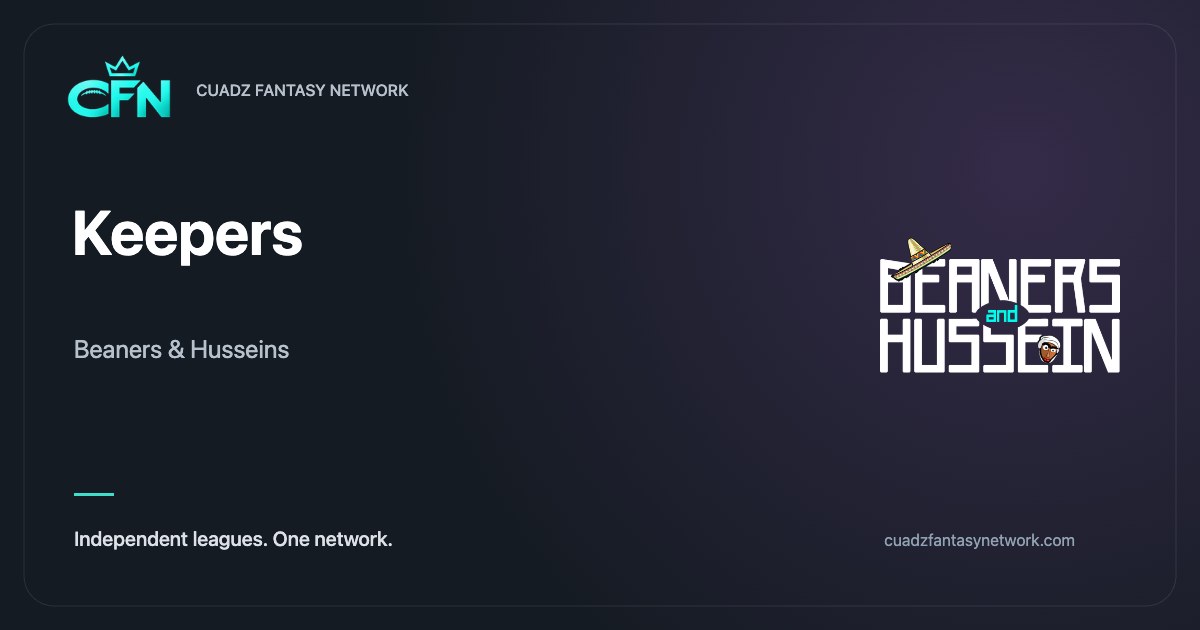 CFN
CUADZ FANTASY NETWORK
Keepers
Beaners & Husseins
BEANERS
and
HUSSEIN
Independent leagues. One network.
cuadzfantasynetwork.com